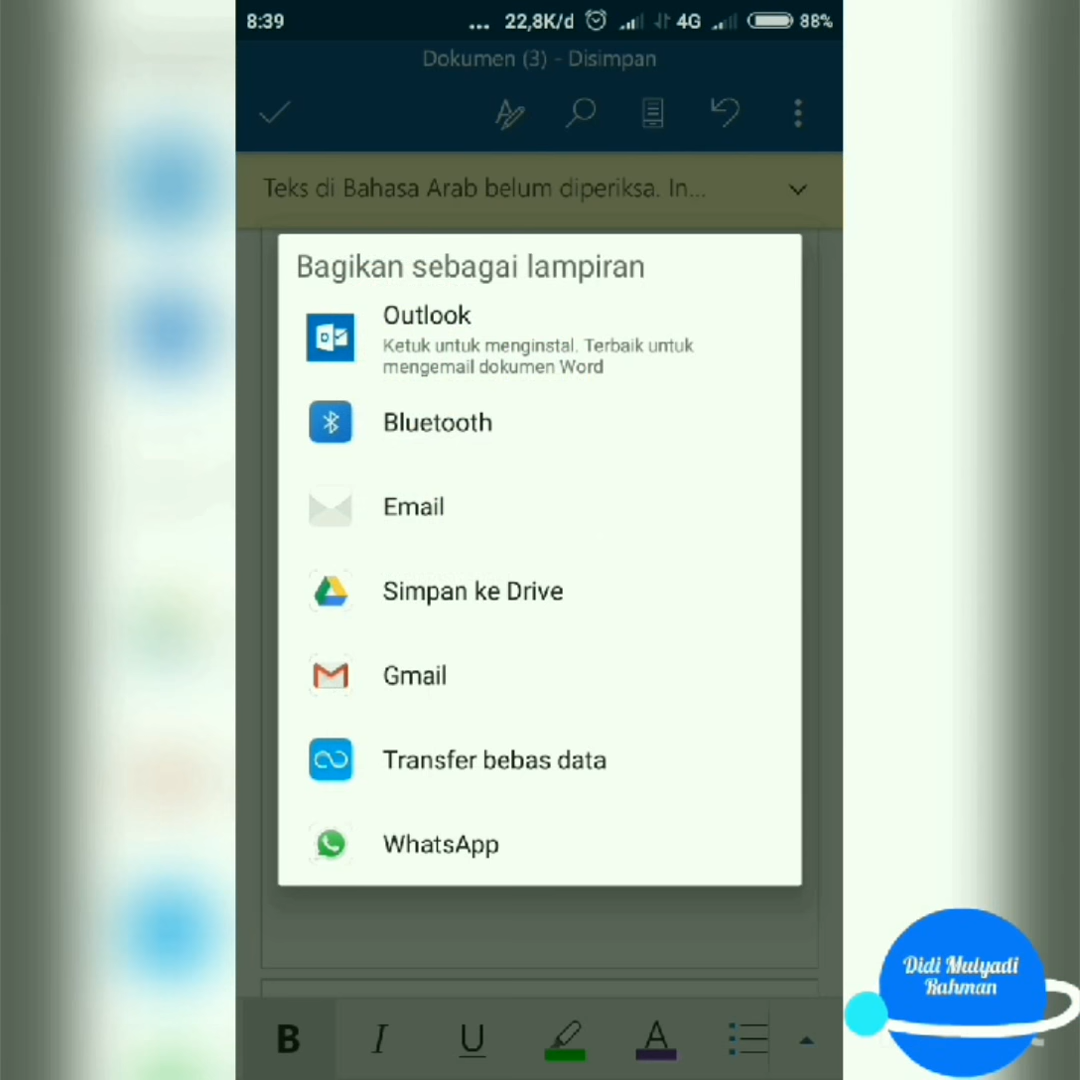 8:39 ... 22,8K/d 4G 88%
Dokumen (3) - Disimpan
Teks di Bahasa Arab belum diperiksa. In...
Bagikan sebagai lampiran
Outlook
Ketuk untuk menginstal. Terbaik untuk
mengemail dokumen Word
Bluetooth
Email
Simpan ke Drive
Gmail
Transfer bebas data
WhatsApp
Didi Mulyadi
Rahman
B I U A